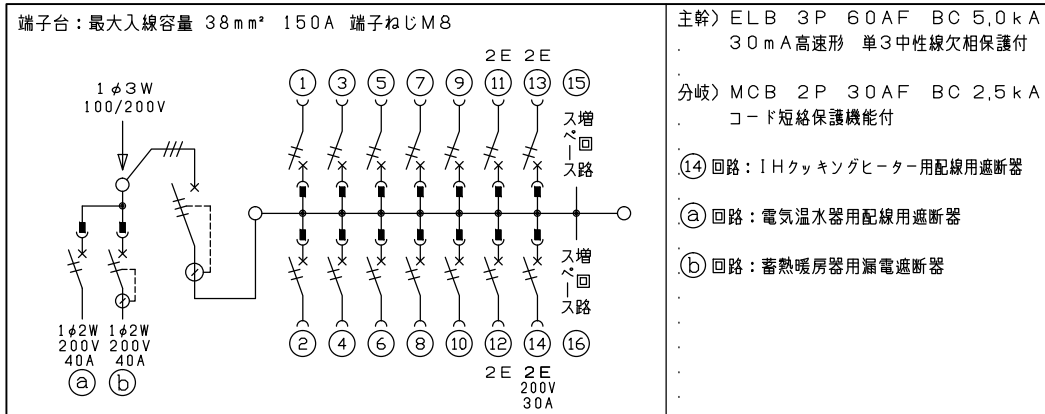 端子台：最大入線容量 38mm² 150A 端子ねじM8
1φ3W
100/200V
2E 2E
① ③ ⑤ ⑦ ⑨ ⑪ ⑬ ⑮
増回路
スペース
増回路
スペース
② ④ ⑥ ⑧ ⑩ ⑫ ⑭ ⑯
2E 2E
200V
30A
1φ2W 1φ2W
200V 200V
40A 40A
ⓐ ⓑ
主幹）ELB 3P 60AF BC 5,0kA
30mA高速形 単3中性線欠相保護付
分岐）MCB 2P 30AF BC 2,5kA
コード短絡保護機能付
⑭回路：IHクッキングヒーター用配線用遮断器
ⓐ回路：電気温水器用配線用遮断器
ⓑ回路：蓄熱暖房器用漏電遮断器